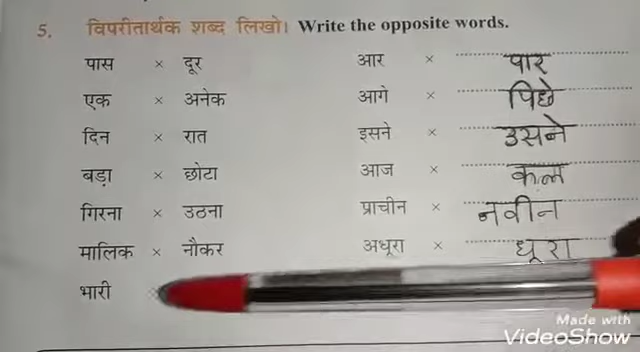 5. विपरीतार्थक शब्द लिखो। Write the opposite words.
पास × दूर आर × पार
एक × अनेक आगे × पिछे
दिन × रात इसने × उसने
बड़ा × छोटा आज × कल
गिरना × उठना प्राचीन × नवीन
मालिक × नौकर अधूरा × धूरा
भारी ×
Made with
VideoShow